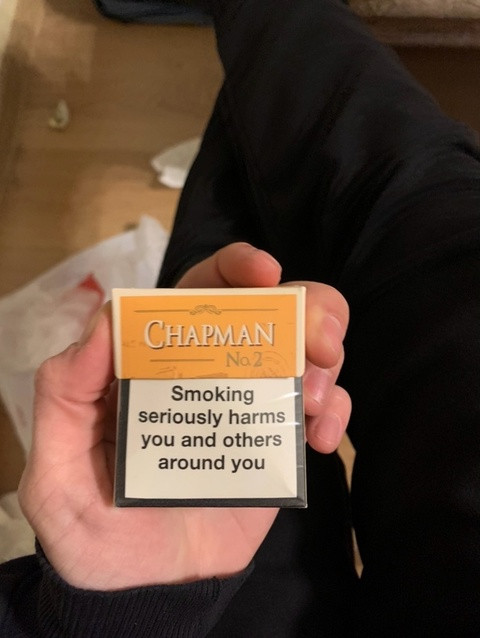 CHAPMAN
No.2
Smoking
seriously harms
you and others
around you